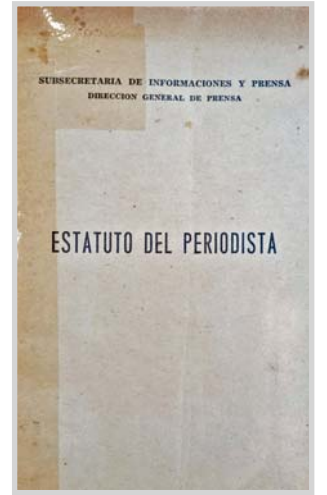 SUBSECRETARIA DE INFORMACIONES Y PRENSA
DIRECCION GENERAL DE PRENSA
ESTATUTO DEL PERIODISTA